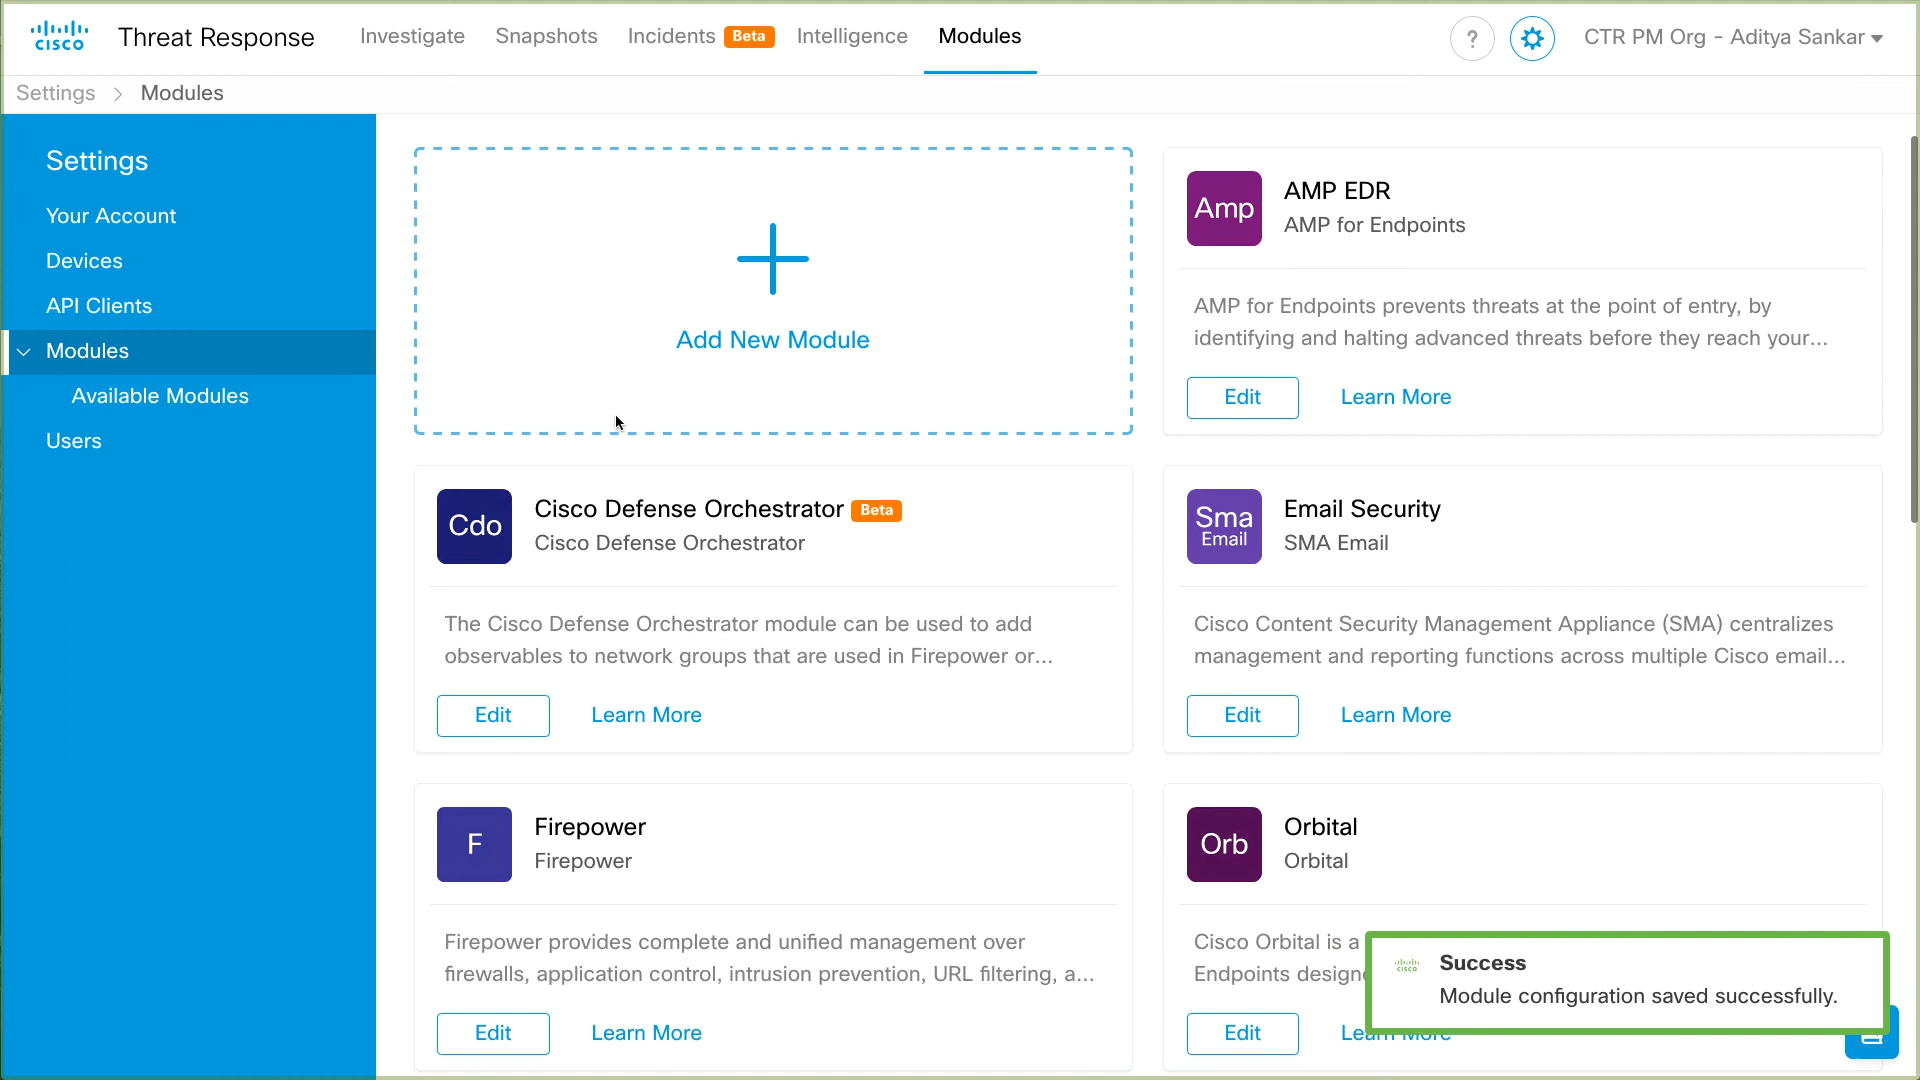 CISCO
Threat Response
Investigate
Snapshots
Incidents Beta
Intelligence
Modules
?
CTR PM Org - Aditya Sankar
Settings > Modules
Settings
Your Account
Devices
API Clients
Modules
Available Modules
Users
Add New Module
Amp
AMP EDR
AMP for Endpoints
AMP for Endpoints prevents threats at the point of entry, by
identifying and halting advanced threats before they reach your...
Edit
Learn More
Cdo
Cisco Defense Orchestrator Beta
Cisco Defense Orchestrator
The Cisco Defense Orchestrator module can be used to add
observables to network groups that are used in Firepower or...
Edit
Learn More
Sma
Email
Email Security
SMA Email
Cisco Content Security Management Appliance (SMA) centralizes
management and reporting functions across multiple Cisco email...
Edit
Learn More
F
Firepower
Firepower
Firepower provides complete and unified management over
firewalls, application control, intrusion prevention, URL filtering, a...
Edit
Learn More
Orb
Orbital
Orbital
Cisco Orbital is a
Endpoints
Edit
Learn More
CISCO
Success
Module configuration saved successfully.